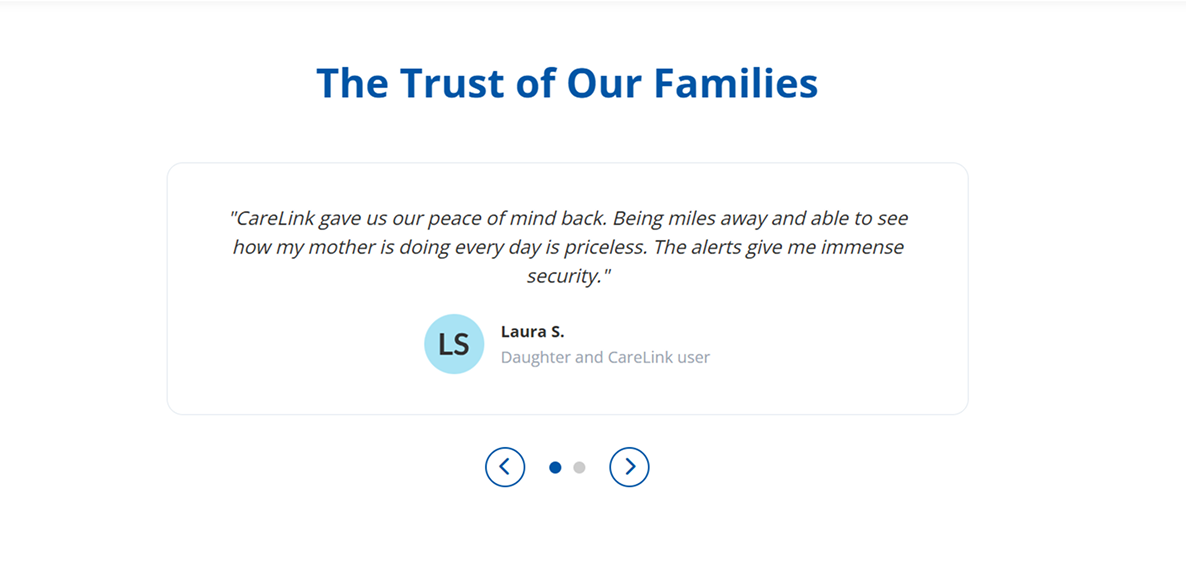 The Trust of Our Families
"CareLink gave us our peace of mind back. Being miles away and able to see
how my mother is doing every day is priceless. The alerts give me immense
security."
LS
Laura S.
Daughter and CareLink user